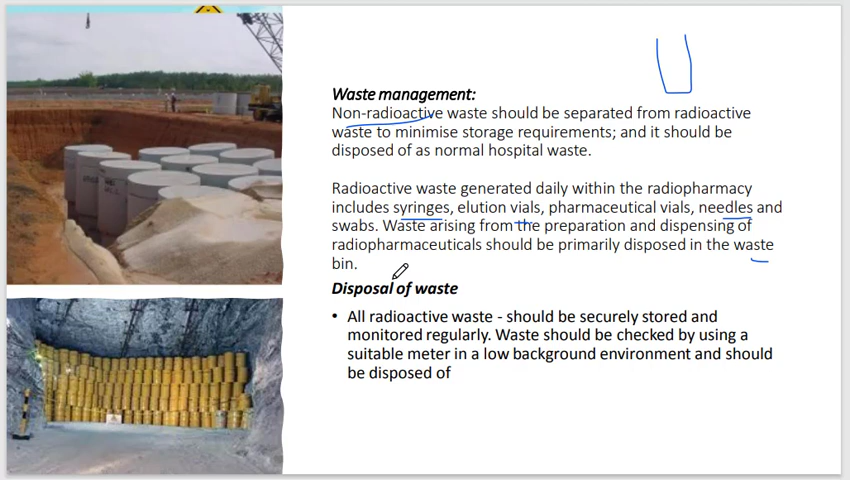 Waste management:
Non-radioactive waste should be separated from radioactive
waste to minimise storage requirements; and it should be
disposed of as normal hospital waste.
Radioactive waste generated daily within the radiopharmacy
includes syringes, elution vials, pharmaceutical vials, needles and
swabs. Waste arising from the preparation and dispensing of
radiopharmaceuticals should be primarily disposed in the waste
bin.
Disposal of waste
• All radioactive waste - should be securely stored and
monitored regularly. Waste should be checked by using a
suitable meter in a low background environment and should
be disposed of